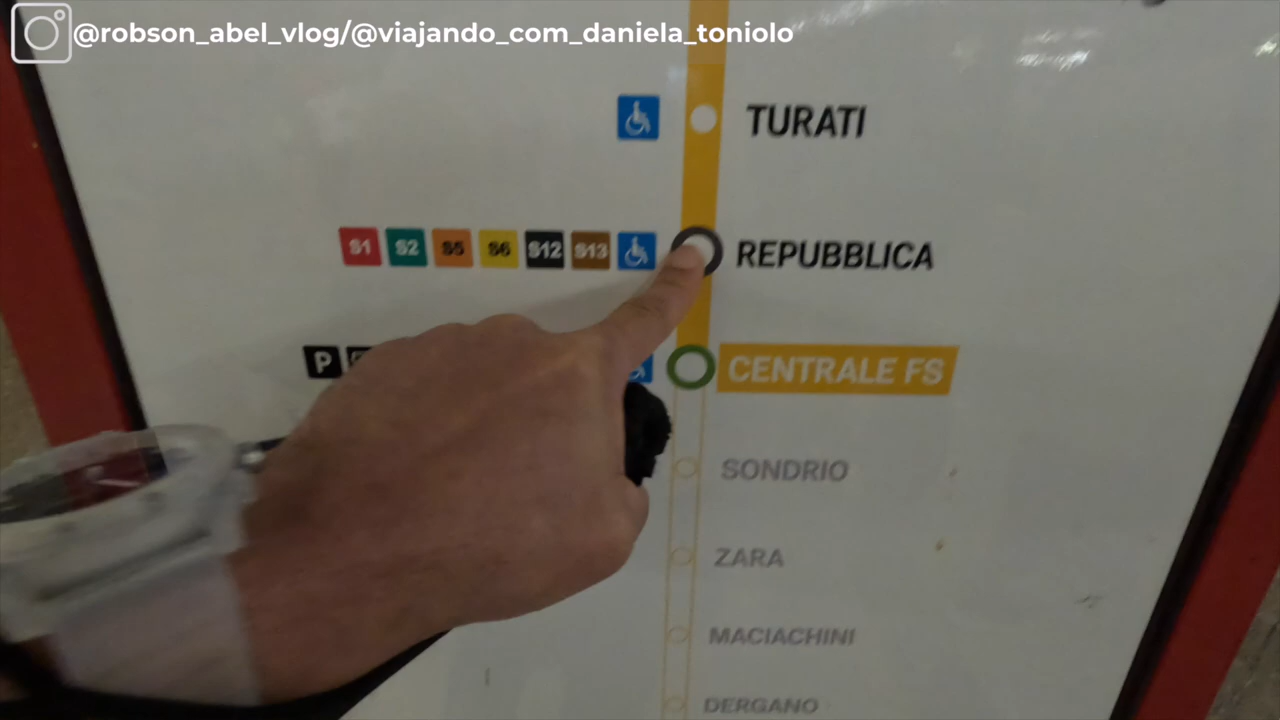 @robson_abel_vlog/@viajando_com_daniela_toniolo
TURATI
S1 S2 S5 S6 S12 S13 REPUBBLICA
P CENTRALE FS
SONDRIO
ZARA
MACIACHINI
DERGANO